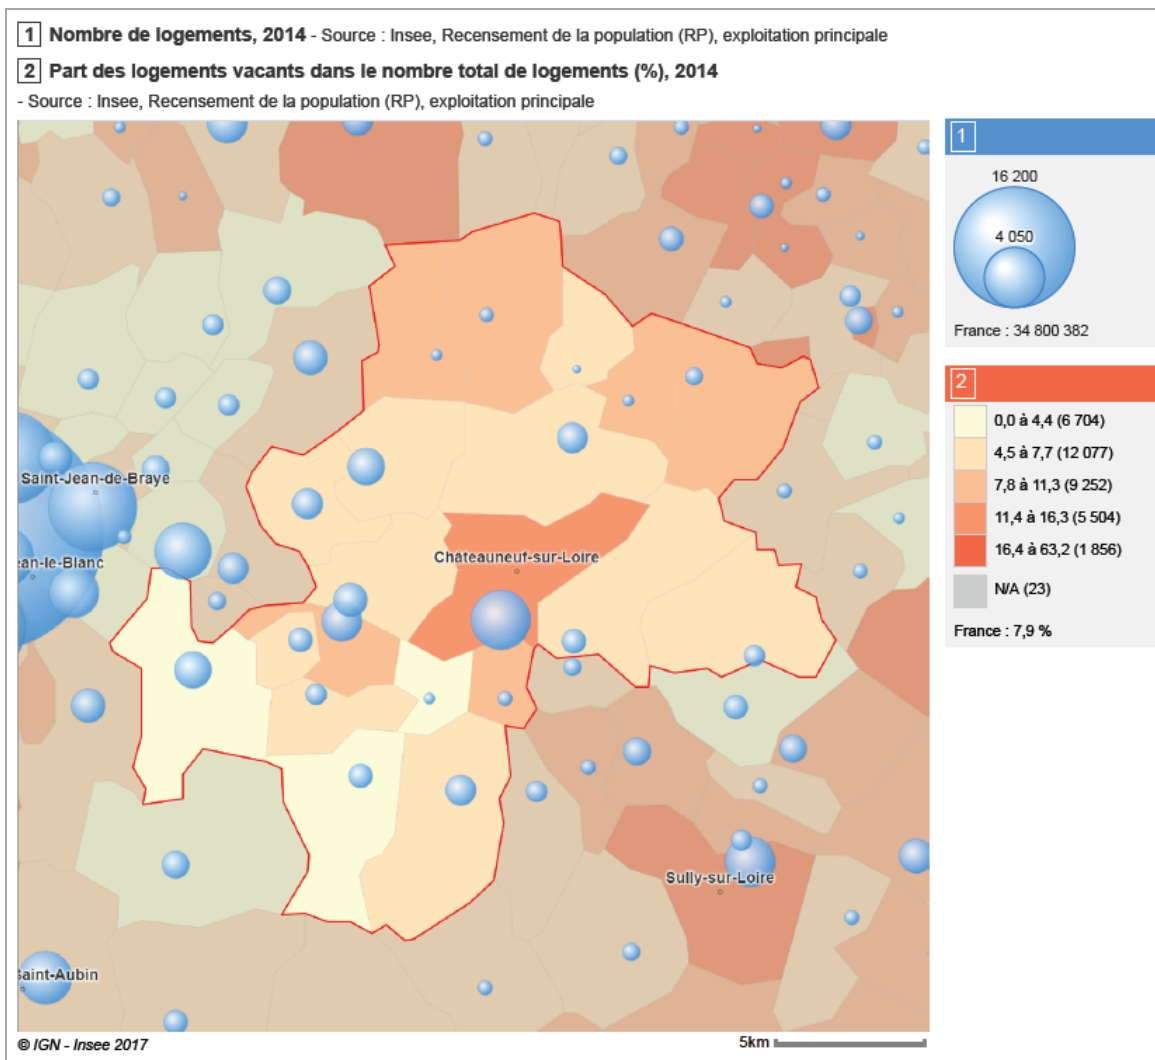 1 Nombre de logements, 2014 - Source : Insee, Recensement de la population (RP), exploitation principale
2 Part des logements vacants dans le nombre total de logements (%), 2014
- Source : Insee, Recensement de la population (RP), exploitation principale
1
16 200
4 050
France : 34 800 382
2
0,0 à 4,4 (6 704)
4,5 à 7,7 (12 077)
7,8 à 11,3 (9 252)
11,4 à 16,3 (5 504)
16,4 à 63,2 (1 856)
N/A (23)
France : 7,9 %
Saint-Jean-de-Braye
Châteauneuf-sur-Loire
ean-le-Blanc
Sully-sur-Loire
Saint-Aubin
© IGN - Insee 2017
5km